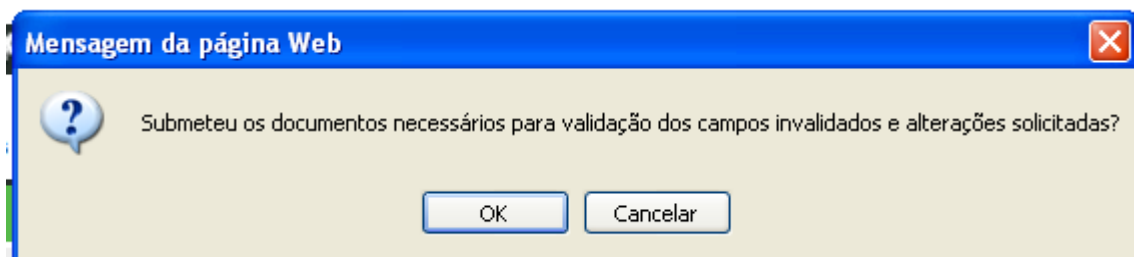 Mensagem da página Web
Submeteu os documentos necessários para validação dos campos invalidados e alterações solicitadas?
OK
Cancelar